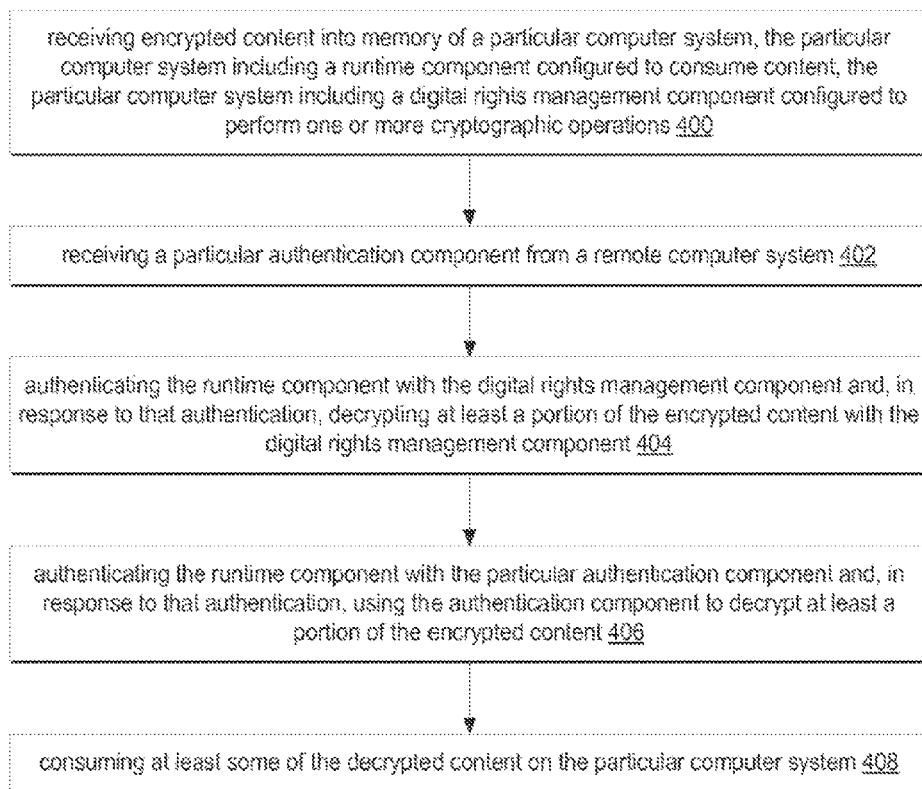 receiving encrypted content into memory of a particular computer system, the particular
computer system including a runtime component configured to consume content, the
particular computer system including a digital rights management component configured to
perform one or more cryptographic operations 400
receiving a particular authentication component from a remote computer system 402
authenticating the runtime component with the digital rights management component and, in
response to that authentication, decrypting at least a portion of the encrypted content with the
digital rights management component 404
authenticating the runtime component with the particular authentication component and, in
response to that authentication, using the authentication component to decrypt at least a
portion of the encrypted content 406
consuming at least some of the decrypted content on the particular computer system 408